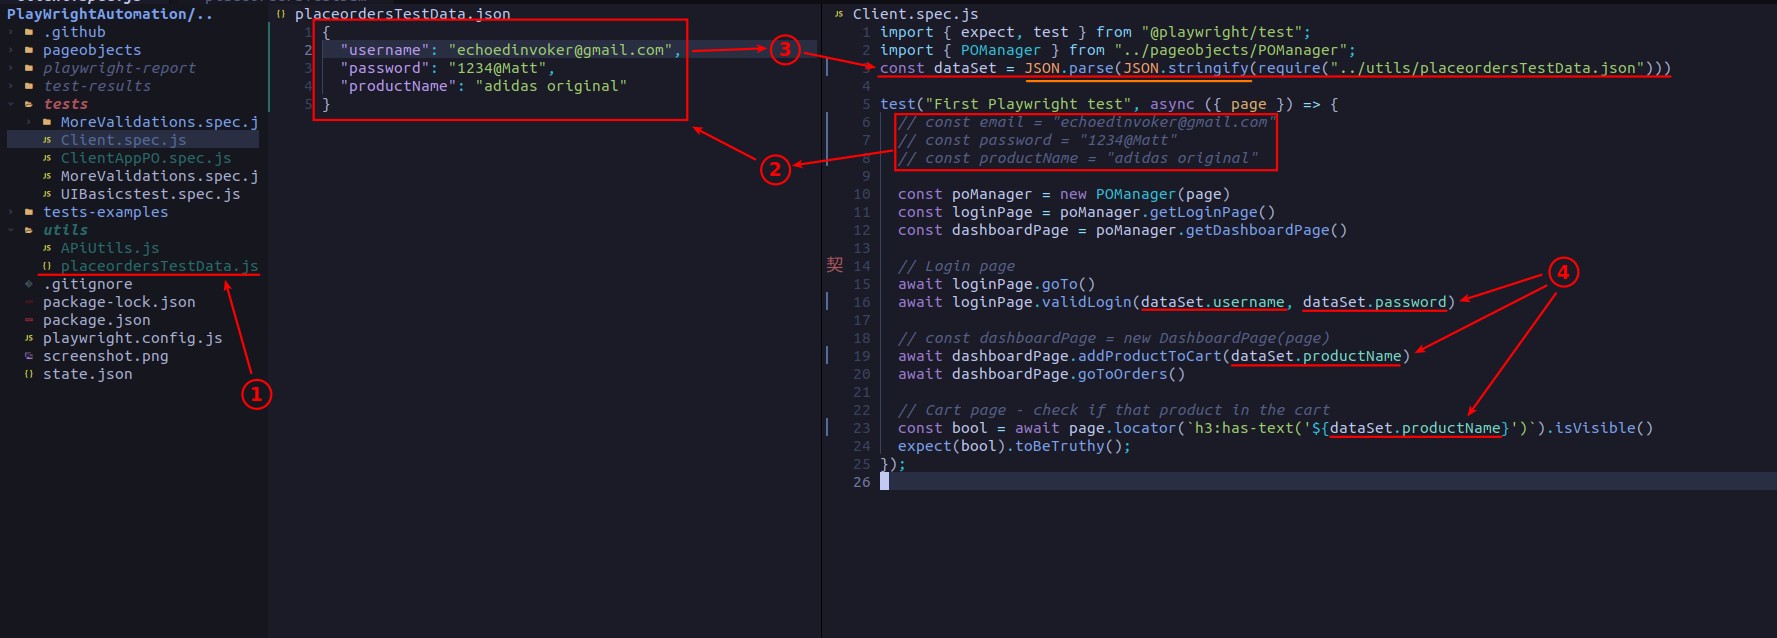 PlayWrightAutomation/..
.github
pageobjects
playwright-report
test-results
tests
MoreValidations.spec.j
Client.spec.js
ClientAppPO.spec.js
MoreValidations.spec.j
UIBasicstest.spec.js
tests-examples
utils
JS APiUtils.js
{} placeordersTestData.js
.gitignore
package-lock.json
package.json
JS playwright.config.js
screenshot.png
{} state.json
1
{} placeordersTestData.json
1 {
2 "username": "echoedinvoker@gmail.com",
3 "password": "1234@Matt",
4 "productName": "adidas original"
5 }
3
2
JS Client.spec.js
1 import { expect, test } from "@playwright/test";
2 import { POManager } from "../pageobjects/POManager";
3 const dataSet = JSON.parse(JSON.stringify(require("../utils/placeordersTestData.json")))
4
5 test("First Playwright test", async ({ page }) => {
6 // const email = "echoedinvoker@gmail.com"
7 // const password = "1234@Matt"
8 // const productName = "adidas original"
9
10 const poManager = new POManager(page)
11 const loginPage = poManager.getLoginPage()
12 const dashboardPage = poManager.getDashboardPage()
13
契 14 // Login page
15 await loginPage.goTo()
16 await loginPage.validLogin(dataSet.username, dataSet.password)
17
18 // const dashboardPage = new DashboardPage(page)
19 await dashboardPage.addProductToCart(dataSet.productName)
20 await dashboardPage.goToOrders()
21
22 // Cart page - check if that product in the cart
23 const bool = await page.locator(`h3:has-text('${dataSet.productName}')`).isVisible()
24 expect(bool).toBeTruthy();
25 });
26
4